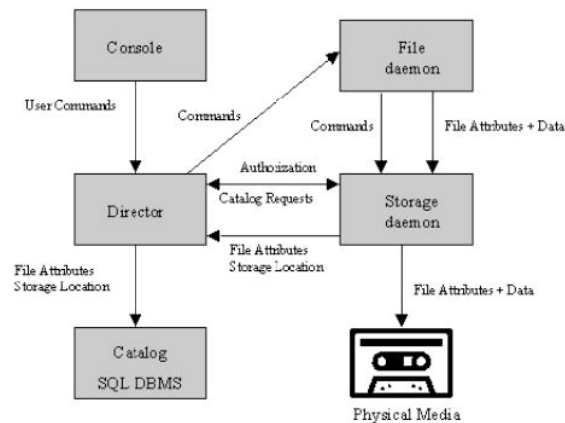 Console
File
daemon
User Commands
Commands
Commands
File Attributes + Data
Authorization
Director
Catalog Requests
Storage
daemon
File Attributes
Storage Location
File Attributes
Storage Location
File Attributes + Data
Catalog
SQL DBMS
Physical Media